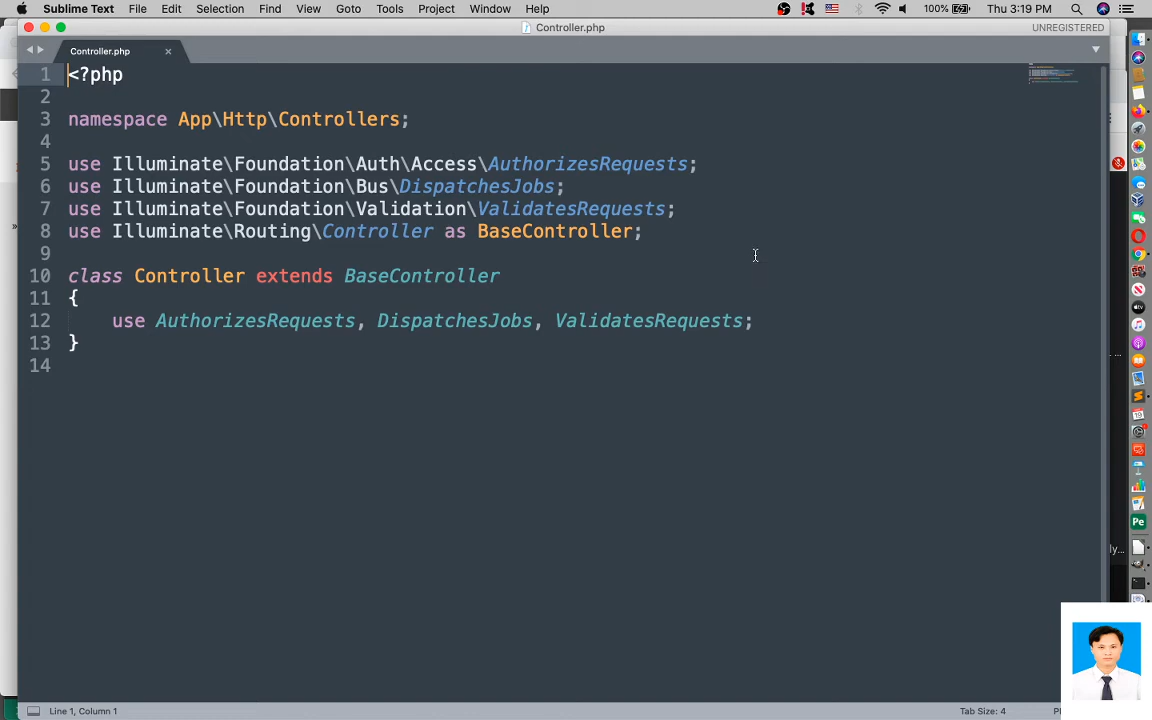 Sublime Text File Edit Selection Find View Goto Tools Project Window Help 100% Thu 3:19 PM
Controller.php UNREGISTERED
Controller.php
1 <?php
2
3 namespace App\Http\Controllers;
4
5 use Illuminate\Foundation\Auth\Access\AuthorizesRequests;
6 use Illuminate\Foundation\Bus\DispatchesJobs;
7 use Illuminate\Foundation\Validation\ValidatesRequests;
8 use Illuminate\Routing\Controller as BaseController;
9
10 class Controller extends BaseController
11 {
12 use AuthorizesRequests, DispatchesJobs, ValidatesRequests;
13 }
14
Line 1, Column 1 Tab Size: 4